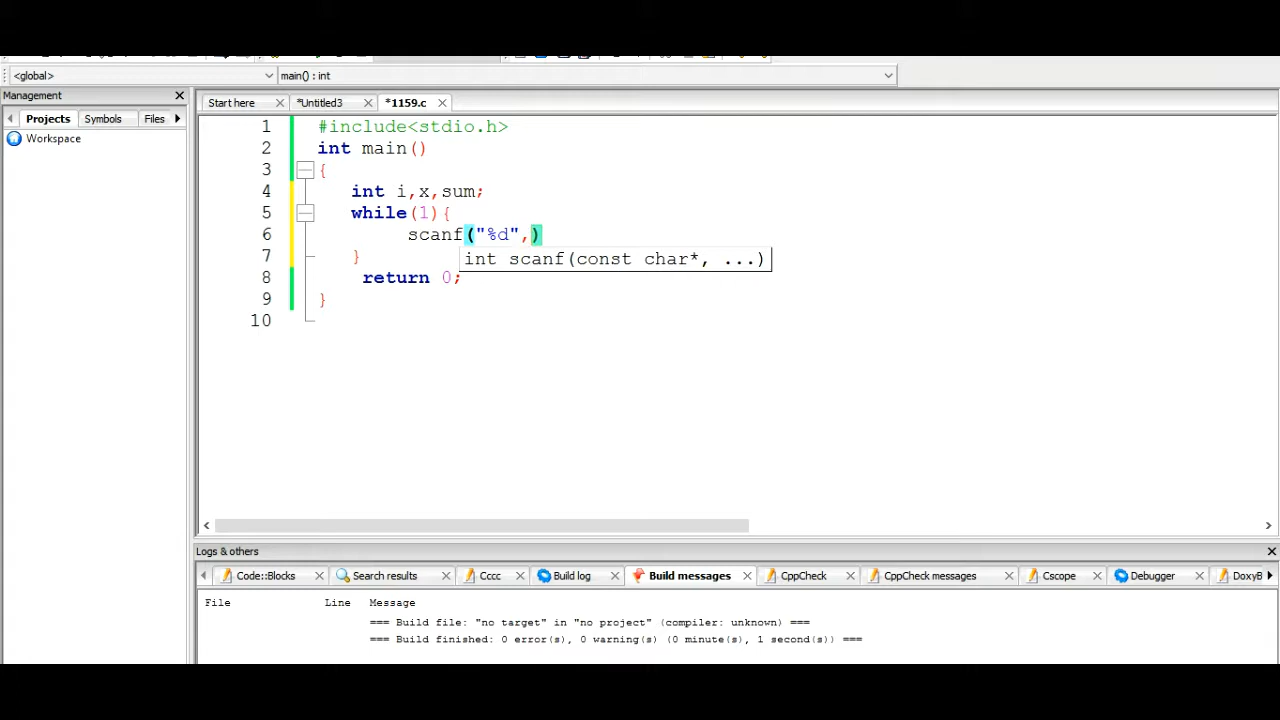 <global> main() : int
Management
Start here *Untitled3 *1159.c
Projects Symbols Files
Workspace
1 #include<stdio.h>
2 int main()
3 {
4 int i,x,sum;
5 while(1){
6 scanf("%d",)
int scanf(const char*, ...)
7 }
8 return 0;
9 }
10
Logs & others
Code::Blocks Search results Cccc Build log Build messages CppCheck CppCheck messages Cscope Debugger DoxyB
File Line Message
=== Build file: "no target" in "no project" (compiler: unknown) ===
=== Build finished: 0 error(s), 0 warning(s) (0 minute(s), 1 second(s)) ===